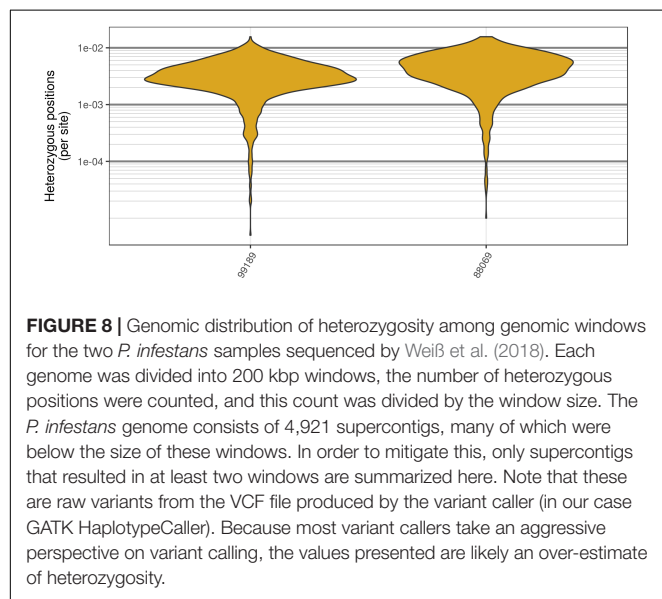 Heterozygous positions
(per site)
1e-02
1e-03
1e-04
99189
88069
FIGURE 8 | Genomic distribution of heterozygosity among genomic windows
for the two P. infestans samples sequenced by Weiß et al. (2018). Each
genome was divided into 200 kbp windows, the number of heterozygous
positions were counted, and this count was divided by the window size. The
P. infestans genome consists of 4,921 supercontigs, many of which were
below the size of these windows. In order to mitigate this, only supercontigs
that resulted in at least two windows are summarized here. Note that these
are raw variants from the VCF file produced by the variant caller (in our case
GATK HaplotypeCaller). Because most variant callers take an aggressive
perspective on variant calling, the values presented are likely an over-estimate
of heterozygosity.